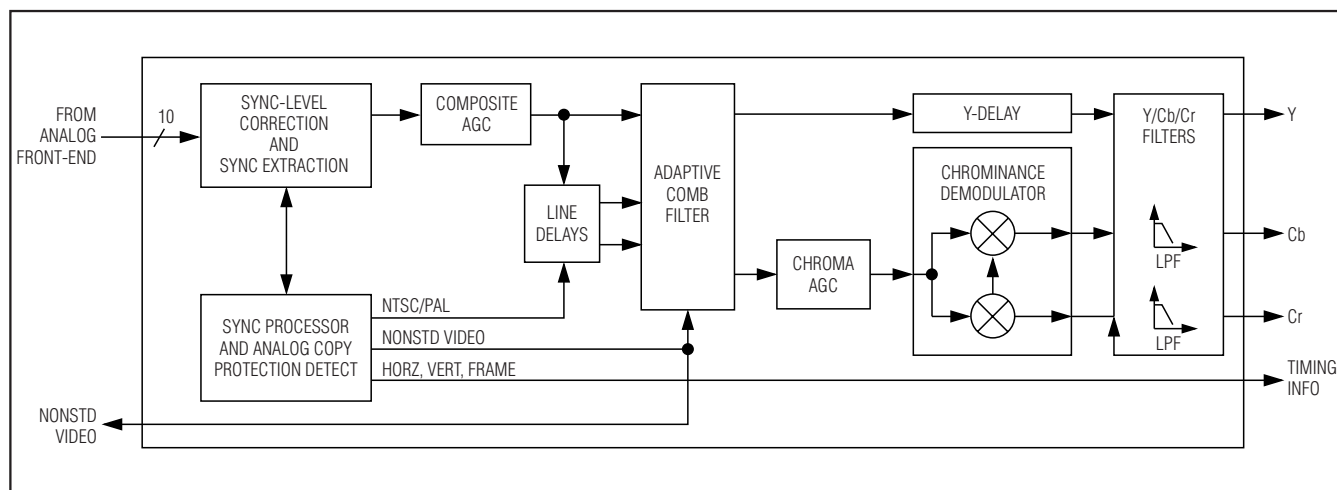 FROM
ANALOG
FRONT-END
10
SYNC-LEVEL
CORRECTION
AND
SYNC EXTRACTION
COMPOSITE
AGC
LINE
DELAYS
ADAPTIVE
COMB
FILTER
Y-DELAY
CHROMINANCE
DEMODULATOR
CHROMA
AGC
Y/Cb/Cr
FILTERS
LPF
LPF
Y
Cb
Cr
SYNC PROCESSOR
AND ANALOG COPY
PROTECTION DETECT
NTSC/PAL
NONSTD VIDEO
HORZ, VERT, FRAME
TIMING
INFO
NONSTD
VIDEO